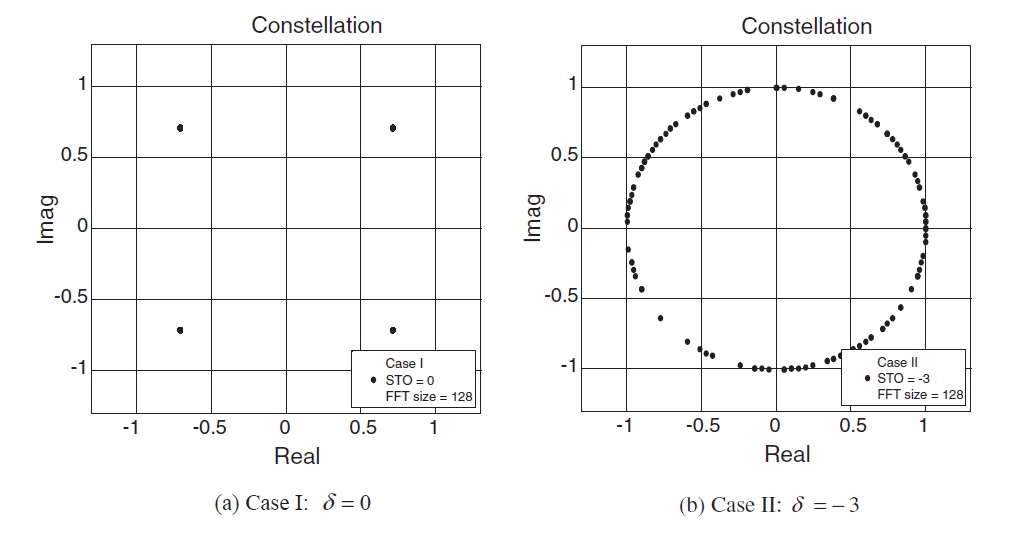 Constellation
1
0.5
0
-0.5
-1
Imag
-1
-0.5
0
0.5
1
Real
Case I
STO = 0
FFT size = 128
(a) Case I: δ = 0
Constellation
1
0.5
0
-0.5
-1
Imag
-1
-0.5
0
0.5
1
Real
Case II
STO = -3
FFT size = 128
(b) Case II: δ = – 3